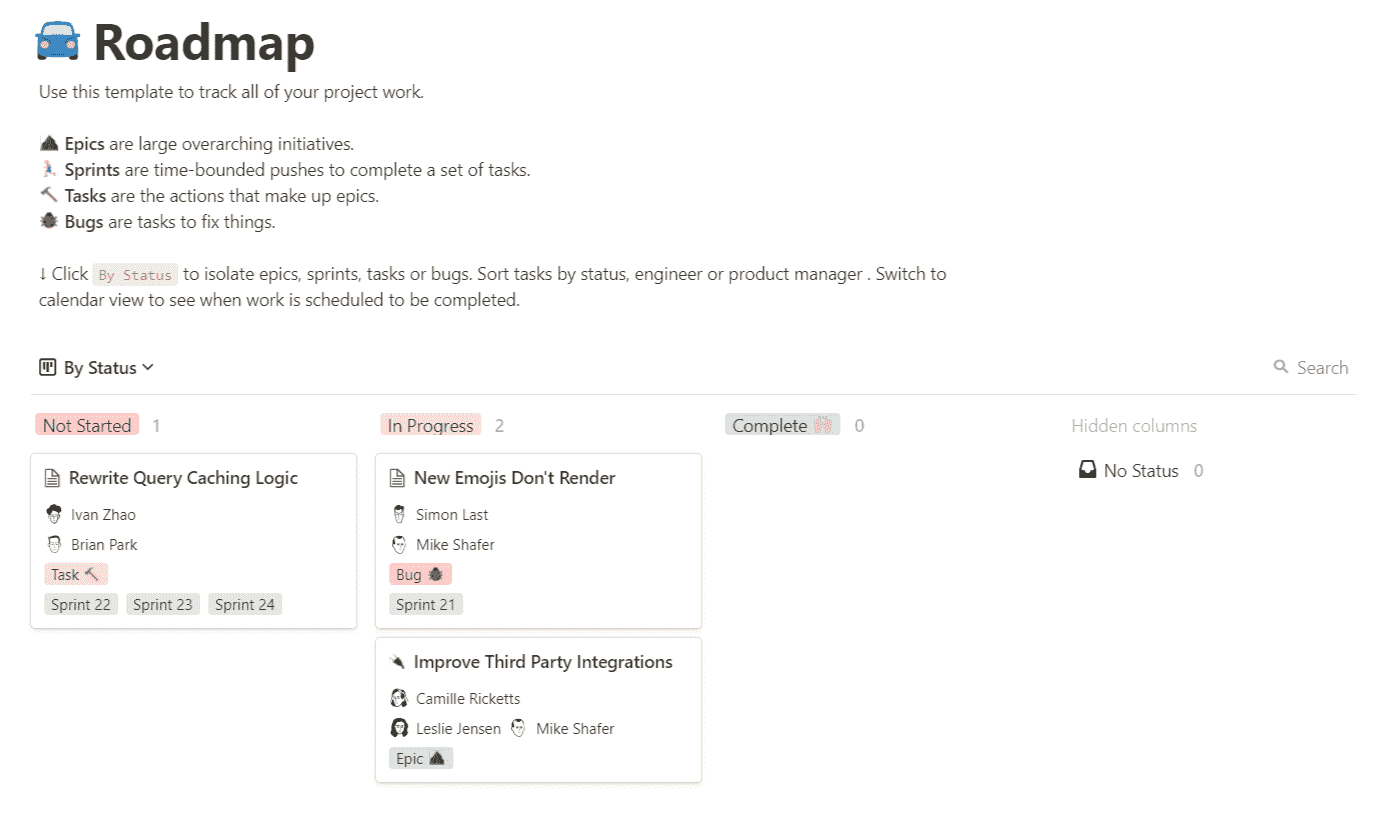 Roadmap
Use this template to track all of your project work.
Epics are large overarching initiatives.
Sprints are time-bounded pushes to complete a set of tasks.
Tasks are the actions that make up epics.
Bugs are tasks to fix things.
↓ Click By Status to isolate epics, sprints, tasks or bugs. Sort tasks by status, engineer or product manager . Switch to
calendar view to see when work is scheduled to be completed.
By Status Search
Not Started 1
In Progress 2
Complete 0
Hidden columns
No Status 0
Rewrite Query Caching Logic
Ivan Zhao
Brian Park
Task
Sprint 22 Sprint 23 Sprint 24
New Emojis Don't Render
Simon Last
Mike Shafer
Bug
Sprint 21
Improve Third Party Integrations
Camille Ricketts
Leslie Jensen Mike Shafer
Epic